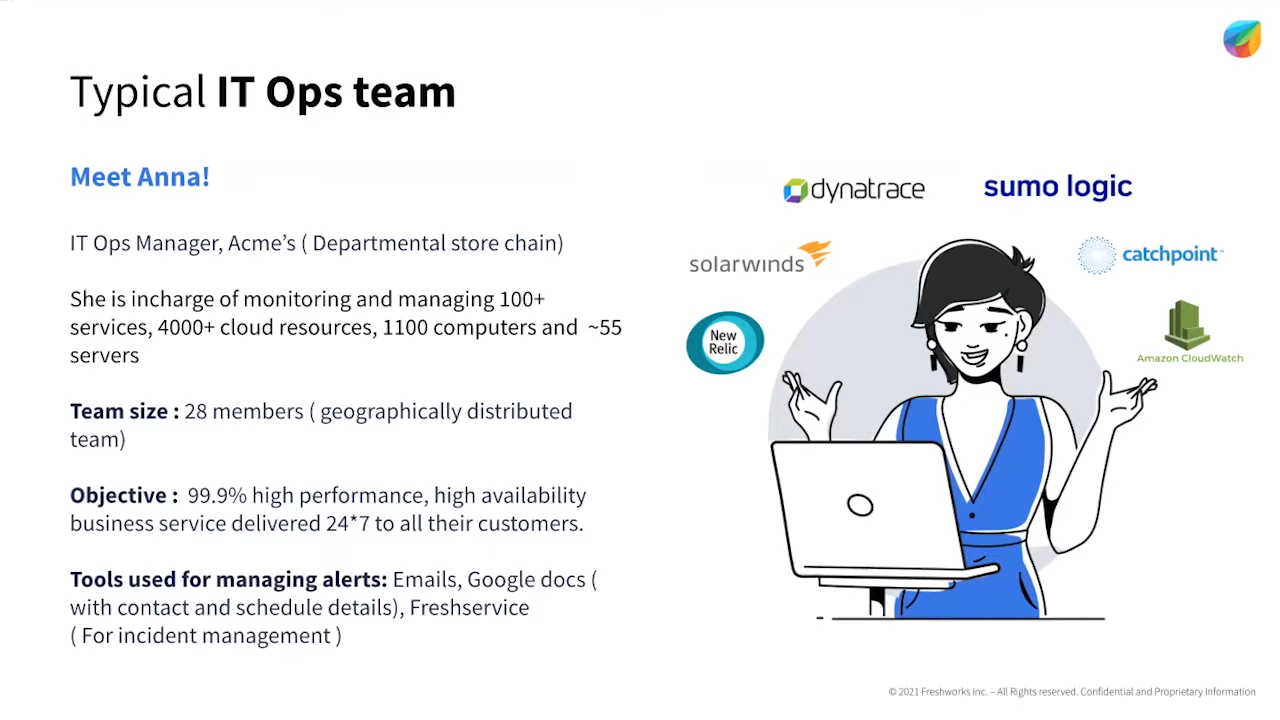 Typical IT Ops team
Meet Anna!
IT Ops Manager, Acme’s ( Departmental store chain)
She is incharge of monitoring and managing 100+
services, 4000+ cloud resources, 1100 computers and ~55
servers
Team size : 28 members ( geographically distributed
team)
Objective : 99.9% high performance, high availability
business service delivered 24*7 to all their customers.
Tools used for managing alerts: Emails, Google docs (
with contact and schedule details), Freshservice
( For incident management )
dynatrace
sumo logic
solarwinds
catchpoint™
New
Relic
Amazon CloudWatch
© 2021 Freshworks Inc. – All Rights reserved. Confidential and Proprietary Information